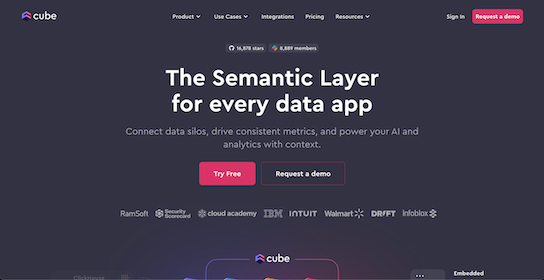 cube
Product
Use Cases
Integrations
Pricing
Resources
Sign In
Request a demo
16,878 stars
8,889 members
The Semantic Layer
for every data app
Connect data silos, drive consistent metrics, and power your AI and
analytics with context.
Try Free
Request a demo
RamSoft
Security
Scorecard
cloud academy
IBM
INTUIT
Walmart
DRIFT
Infoblox
cube
ClickHouse
Embedded